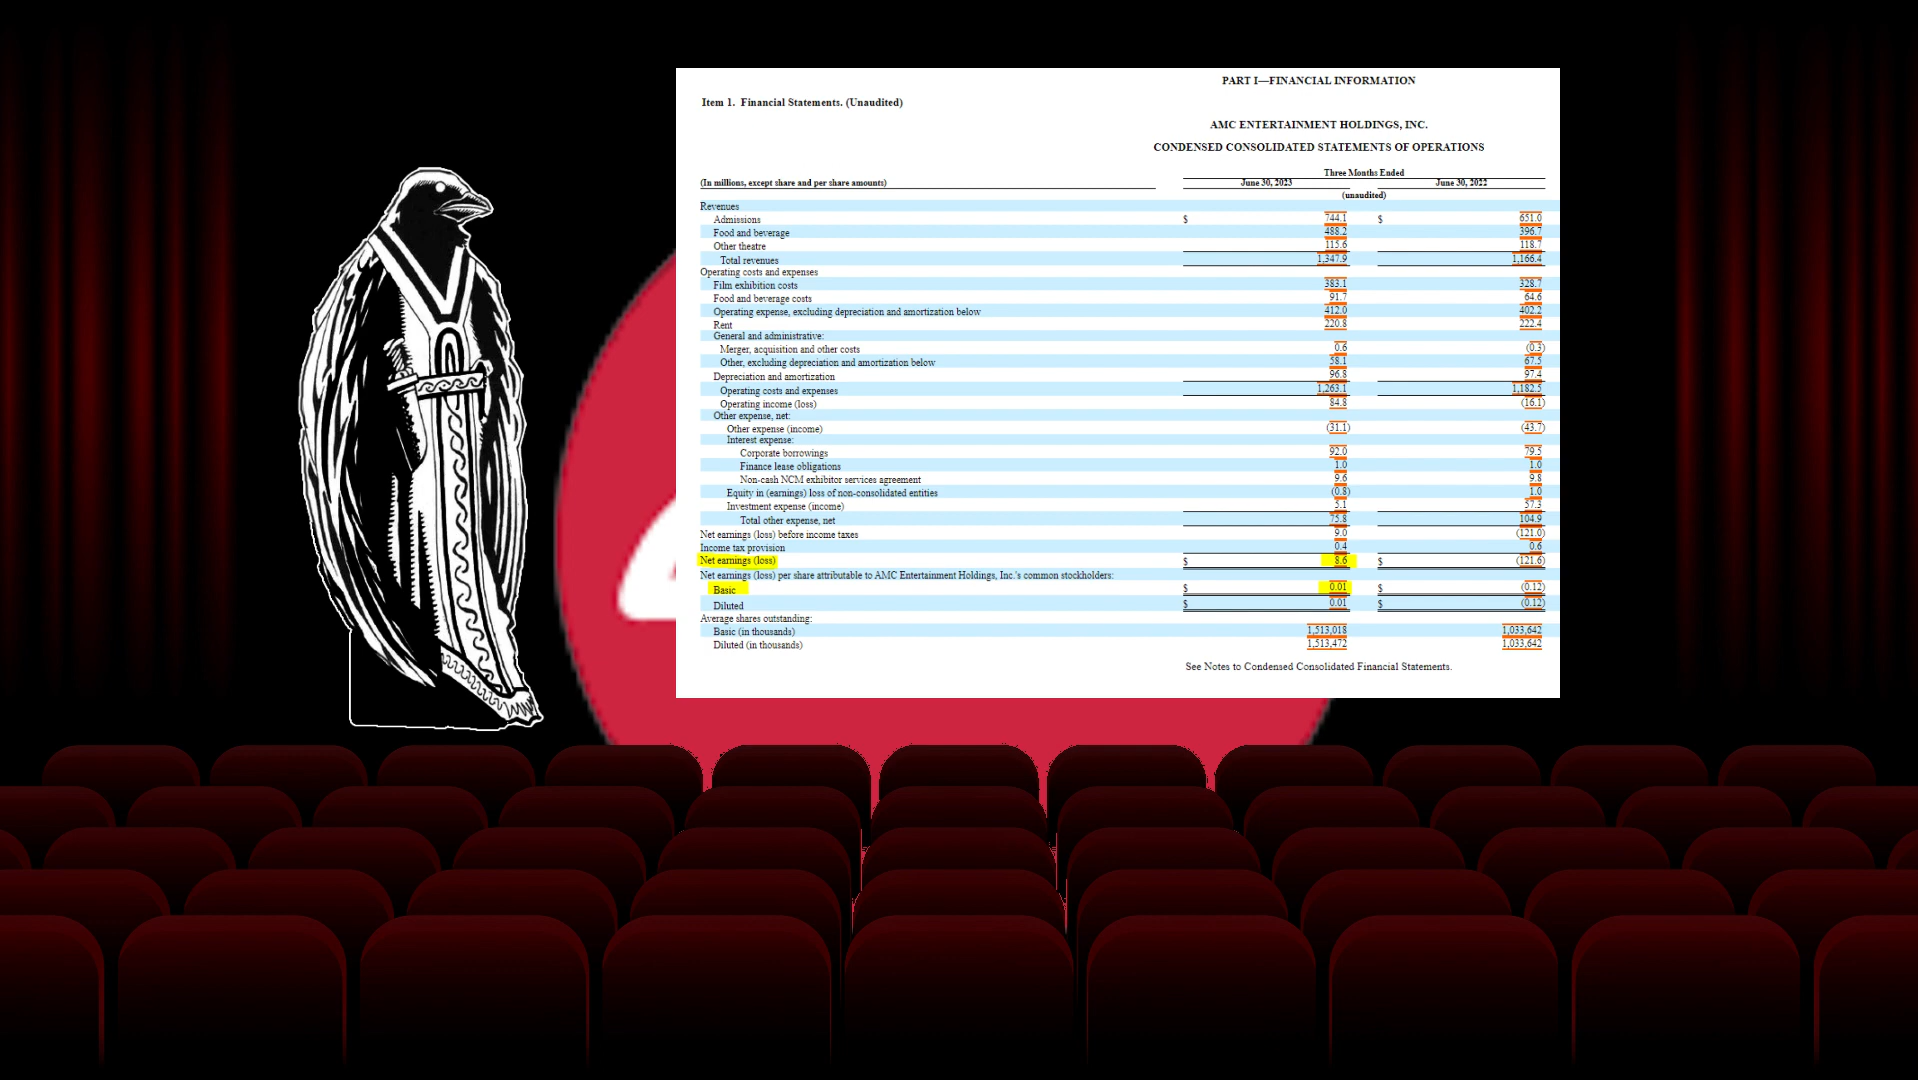 PART I—FINANCIAL INFORMATION
Item 1. Financial Statements. (Unaudited)
AMC ENTERTAINMENT HOLDINGS, INC.
CONDENSED CONSOLIDATED STATEMENTS OF OPERATIONS
Three Months Ended
(In millions, except share and per share amounts) June 30, 2023 June 30, 2022
(unaudited)
Revenues
Admissions $ 744.1 $ 651.0
Food and beverage 488.2 396.7
Other theatre 115.6 118.7
Total revenues 1,347.9 1,166.4
Operating costs and expenses
Film exhibition costs 383.1 328.7
Food and beverage costs 91.7 64.6
Operating expense, excluding depreciation and amortization below 412.0 402.2
Rent 220.8 222.4
General and administrative:
Merger, acquisition and other costs 0.6 (0.3)
Other, excluding depreciation and amortization below 58.1 67.5
Depreciation and amortization 96.8 97.4
Operating costs and expenses 1,263.1 1,182.5
Operating income (loss) 84.8 (16.1)
Other expense, net:
Other expense (income) (31.1) (43.7)
Interest expense:
Corporate borrowings 92.0 79.5
Finance lease obligations 1.0 1.0
Non-cash NCM exhibitor services agreement 9.6 9.8
Equity in (earnings) loss of non-consolidated entities (0.8) 1.0
Investment expense (income) 5.1 57.3
Total other expense, net 75.8 104.9
Net earnings (loss) before income taxes 9.0 (121.0)
Income tax provision 0.4 0.6
Net earnings (loss) $ 8.6 $ (121.6)
Net earnings (loss) per share attributable to AMC Entertainment Holdings, Inc.'s common stockholders:
Basic $ 0.01 $ (0.12)
Diluted $ 0.01 $ (0.12)
Average shares outstanding:
Basic (in thousands) 1,513,018 1,033,642
Diluted (in thousands) 1,513,472 1,033,642
See Notes to Condensed Consolidated Financial Statements.